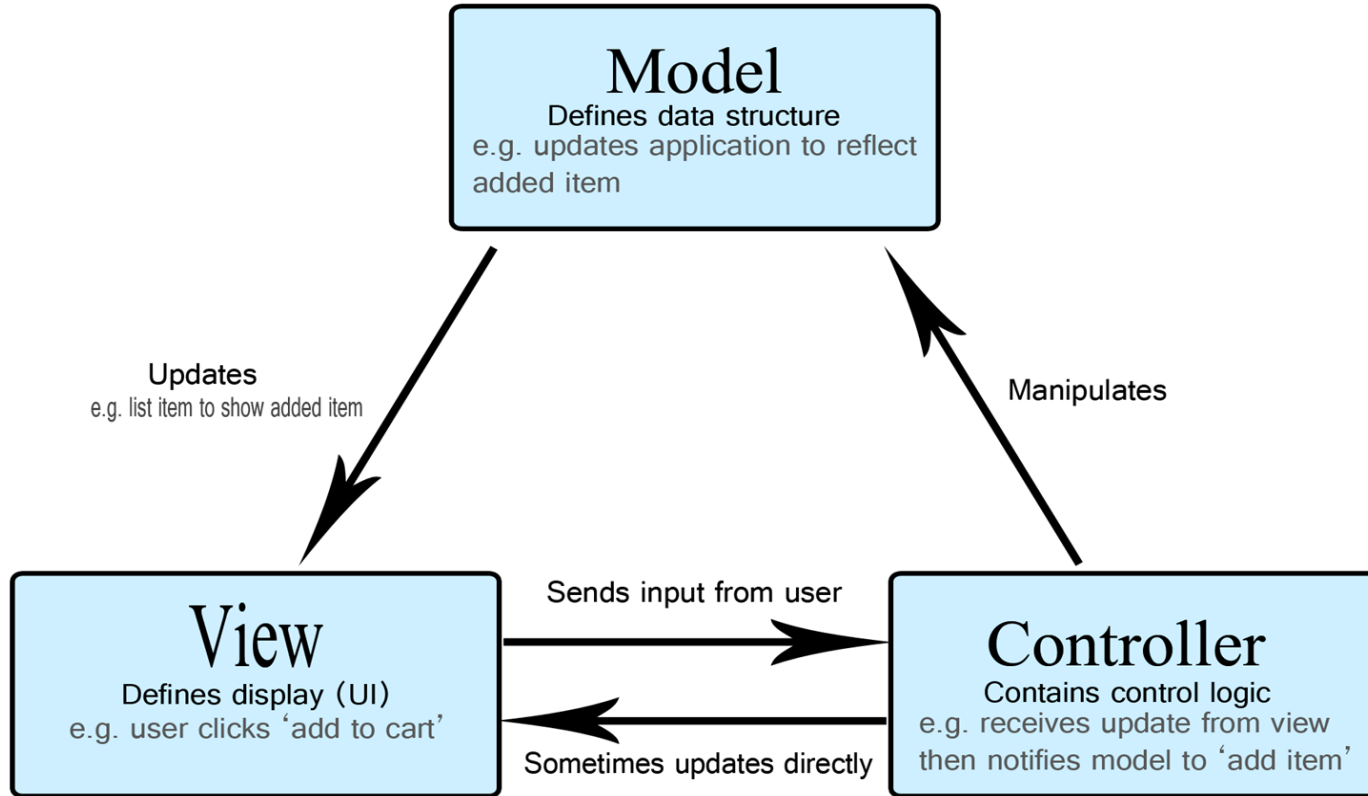 Model
Defines data structure
e.g. updates application to reflect
added item
Updates
e.g. list item to show added item
Manipulates
View
Defines display (UI)
e.g. user clicks ‘add to cart’
Sends input from user
Sometimes updates directly
Controller
Contains control logic
e.g. receives update from view
then notifies model to ‘add item’